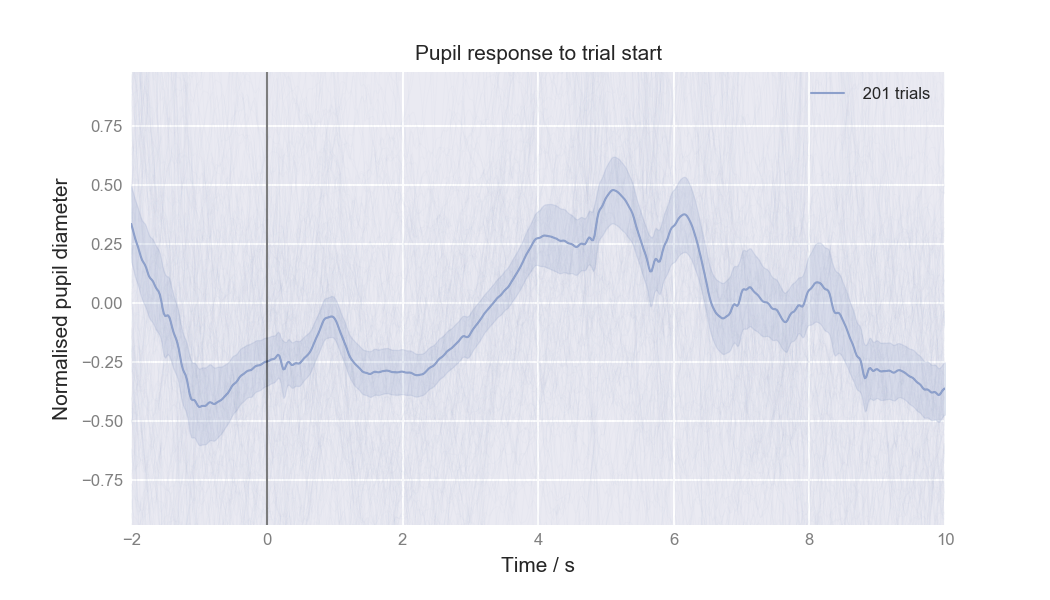 Pupil response to trial start
201 trials
Normalised pupil diameter
0.75
0.50
0.25
0.00
−0.25
−0.50
−0.75
−2 0 2 4 6 8 10
Time / s